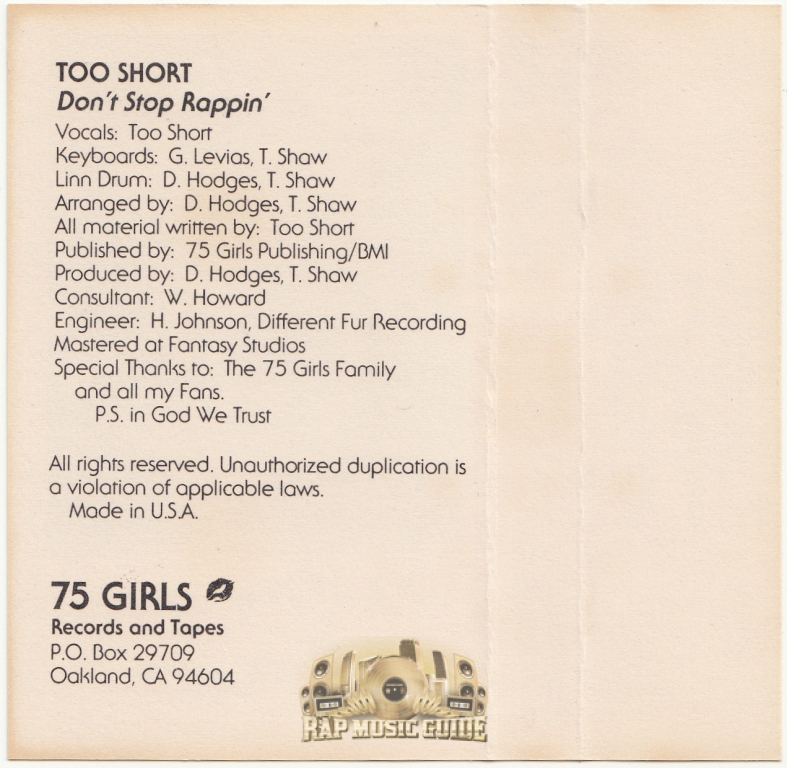 TOO SHORT
Don't Stop Rappin'
Vocals: Too Short
Keyboards: G. Levias, T. Shaw
Linn Drum: D. Hodges, T. Shaw
Arranged by: D. Hodges, T. Shaw
All material written by: Too Short
Published by: 75 Girls Publishing/BMI
Produced by: D. Hodges, T. Shaw
Consultant: W. Howard
Engineer: H. Johnson, Different Fur Recording
Mastered at Fantasy Studios
Special Thanks to: The 75 Girls Family
and all my Fans.
P.S. in God We Trust
All rights reserved. Unauthorized duplication is
a violation of applicable laws.
Made in U.S.A.
75 GIRLS
Records and Tapes
P.O. Box 29709
Oakland, CA 94604
RAP MUSIC GUIDE